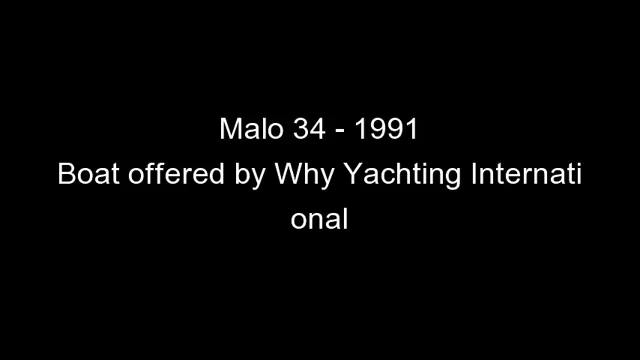 Malo 34 - 1991
Boat offered by Why Yachting Internati
onal